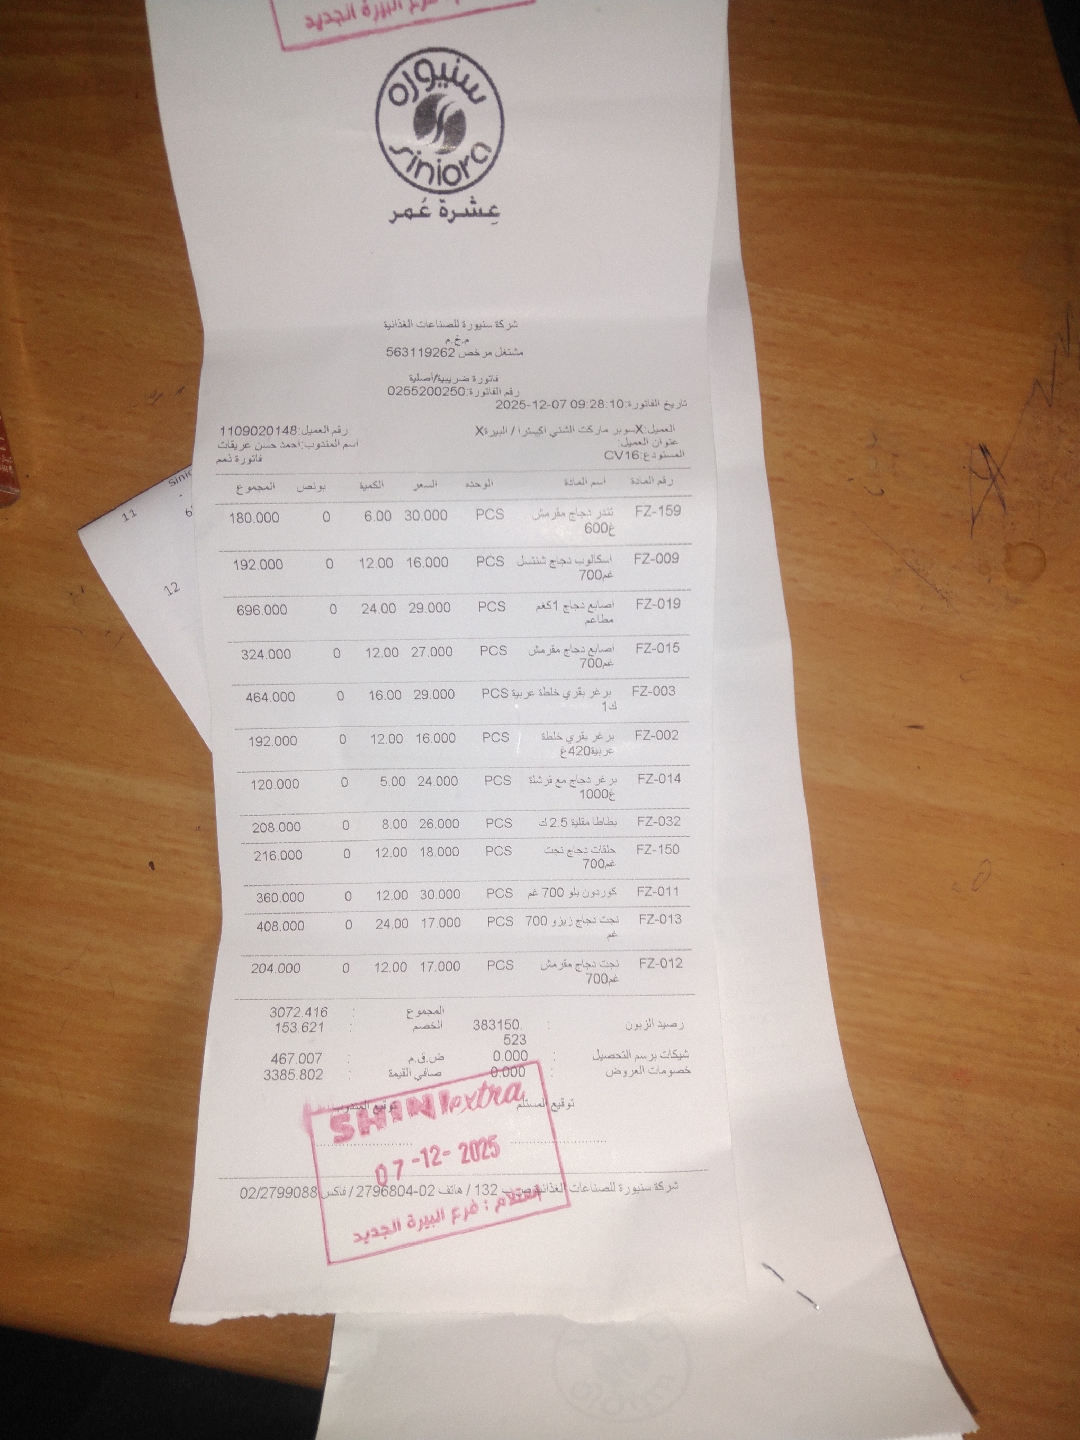 فرع البيرة الجديد
سنيورة
siniora
عِشرة عُمر
شركة سنيورة للصناعات الغذائية
م.خ.م
مشتغل مرخص 563119262
فاتورة ضريبية/أصلية
رقم الفاتورة:0255200250
تاريخ الفاتورة:2025-12-07 09:28:10
العميل:Xسوبر ماركت الشني اكيسترا / البيرةX رقم العميل:1109020148
عنوان العميل: اسم المندوب:احمد حسن عريقات
المستودع:CV16 فاتورة ذمم
رقم المادة اسم المادة الوحده السعر الكمية بونص المجموع
FZ-159 تندر دجاج مقرمش PCS 30.000 6.00 0 180.000
600غ
FZ-009 اسكالوب دجاج شنتسل PCS 16.000 12.00 0 192.000
700غم
FZ-019 اصابع دجاج 1كغم PCS 29.000 24.00 0 696.000
مطاعم
FZ-015 اصابع دجاج مقرمش PCS 27.000 12.00 0 324.000
700غم
FZ-003 برغر بقري خلطة عربية PCS 29.000 16.00 0 464.000
1ك
FZ-002 برغر بقري خلطة PCS 16.000 12.00 0 192.000
عربية420غ
FZ-014 برغر دجاج مع قرشلة PCS 24.000 5.00 0 120.000
1000غ
FZ-032 بطاطا مقلية 2.5ك PCS 26.000 8.00 0 208.000
FZ-150 حلقات دجاج نجت PCS 18.000 12.00 0 216.000
700غم
FZ-011 كوردون بلو 700 غم PCS 30.000 12.00 0 360.000
FZ-013 نجت دجاج زيزو 700 PCS 17.000 24.00 0 408.000
غم
FZ-012 نجت دجاج مقرمش PCS 17.000 12.00 0 204.000
700غم
المجموع : 3072.416
رصيد الزبون : 383150. الخصم : 153.621
523
شيكات برسم التحصيل : 0.000 ض.ق.م : 467.007
خصومات العروض : 0.000 صافي القيمة : 3385.802
توقيع المستلم توقيع المندوب
SHINI extra
07-12-2025
شركة سنيورة للصناعات الغذائية ص ب 132 / هاتف 02-2796804 / فاكس 02/2799088
استلام : فرع البيرة الجديد
11
12